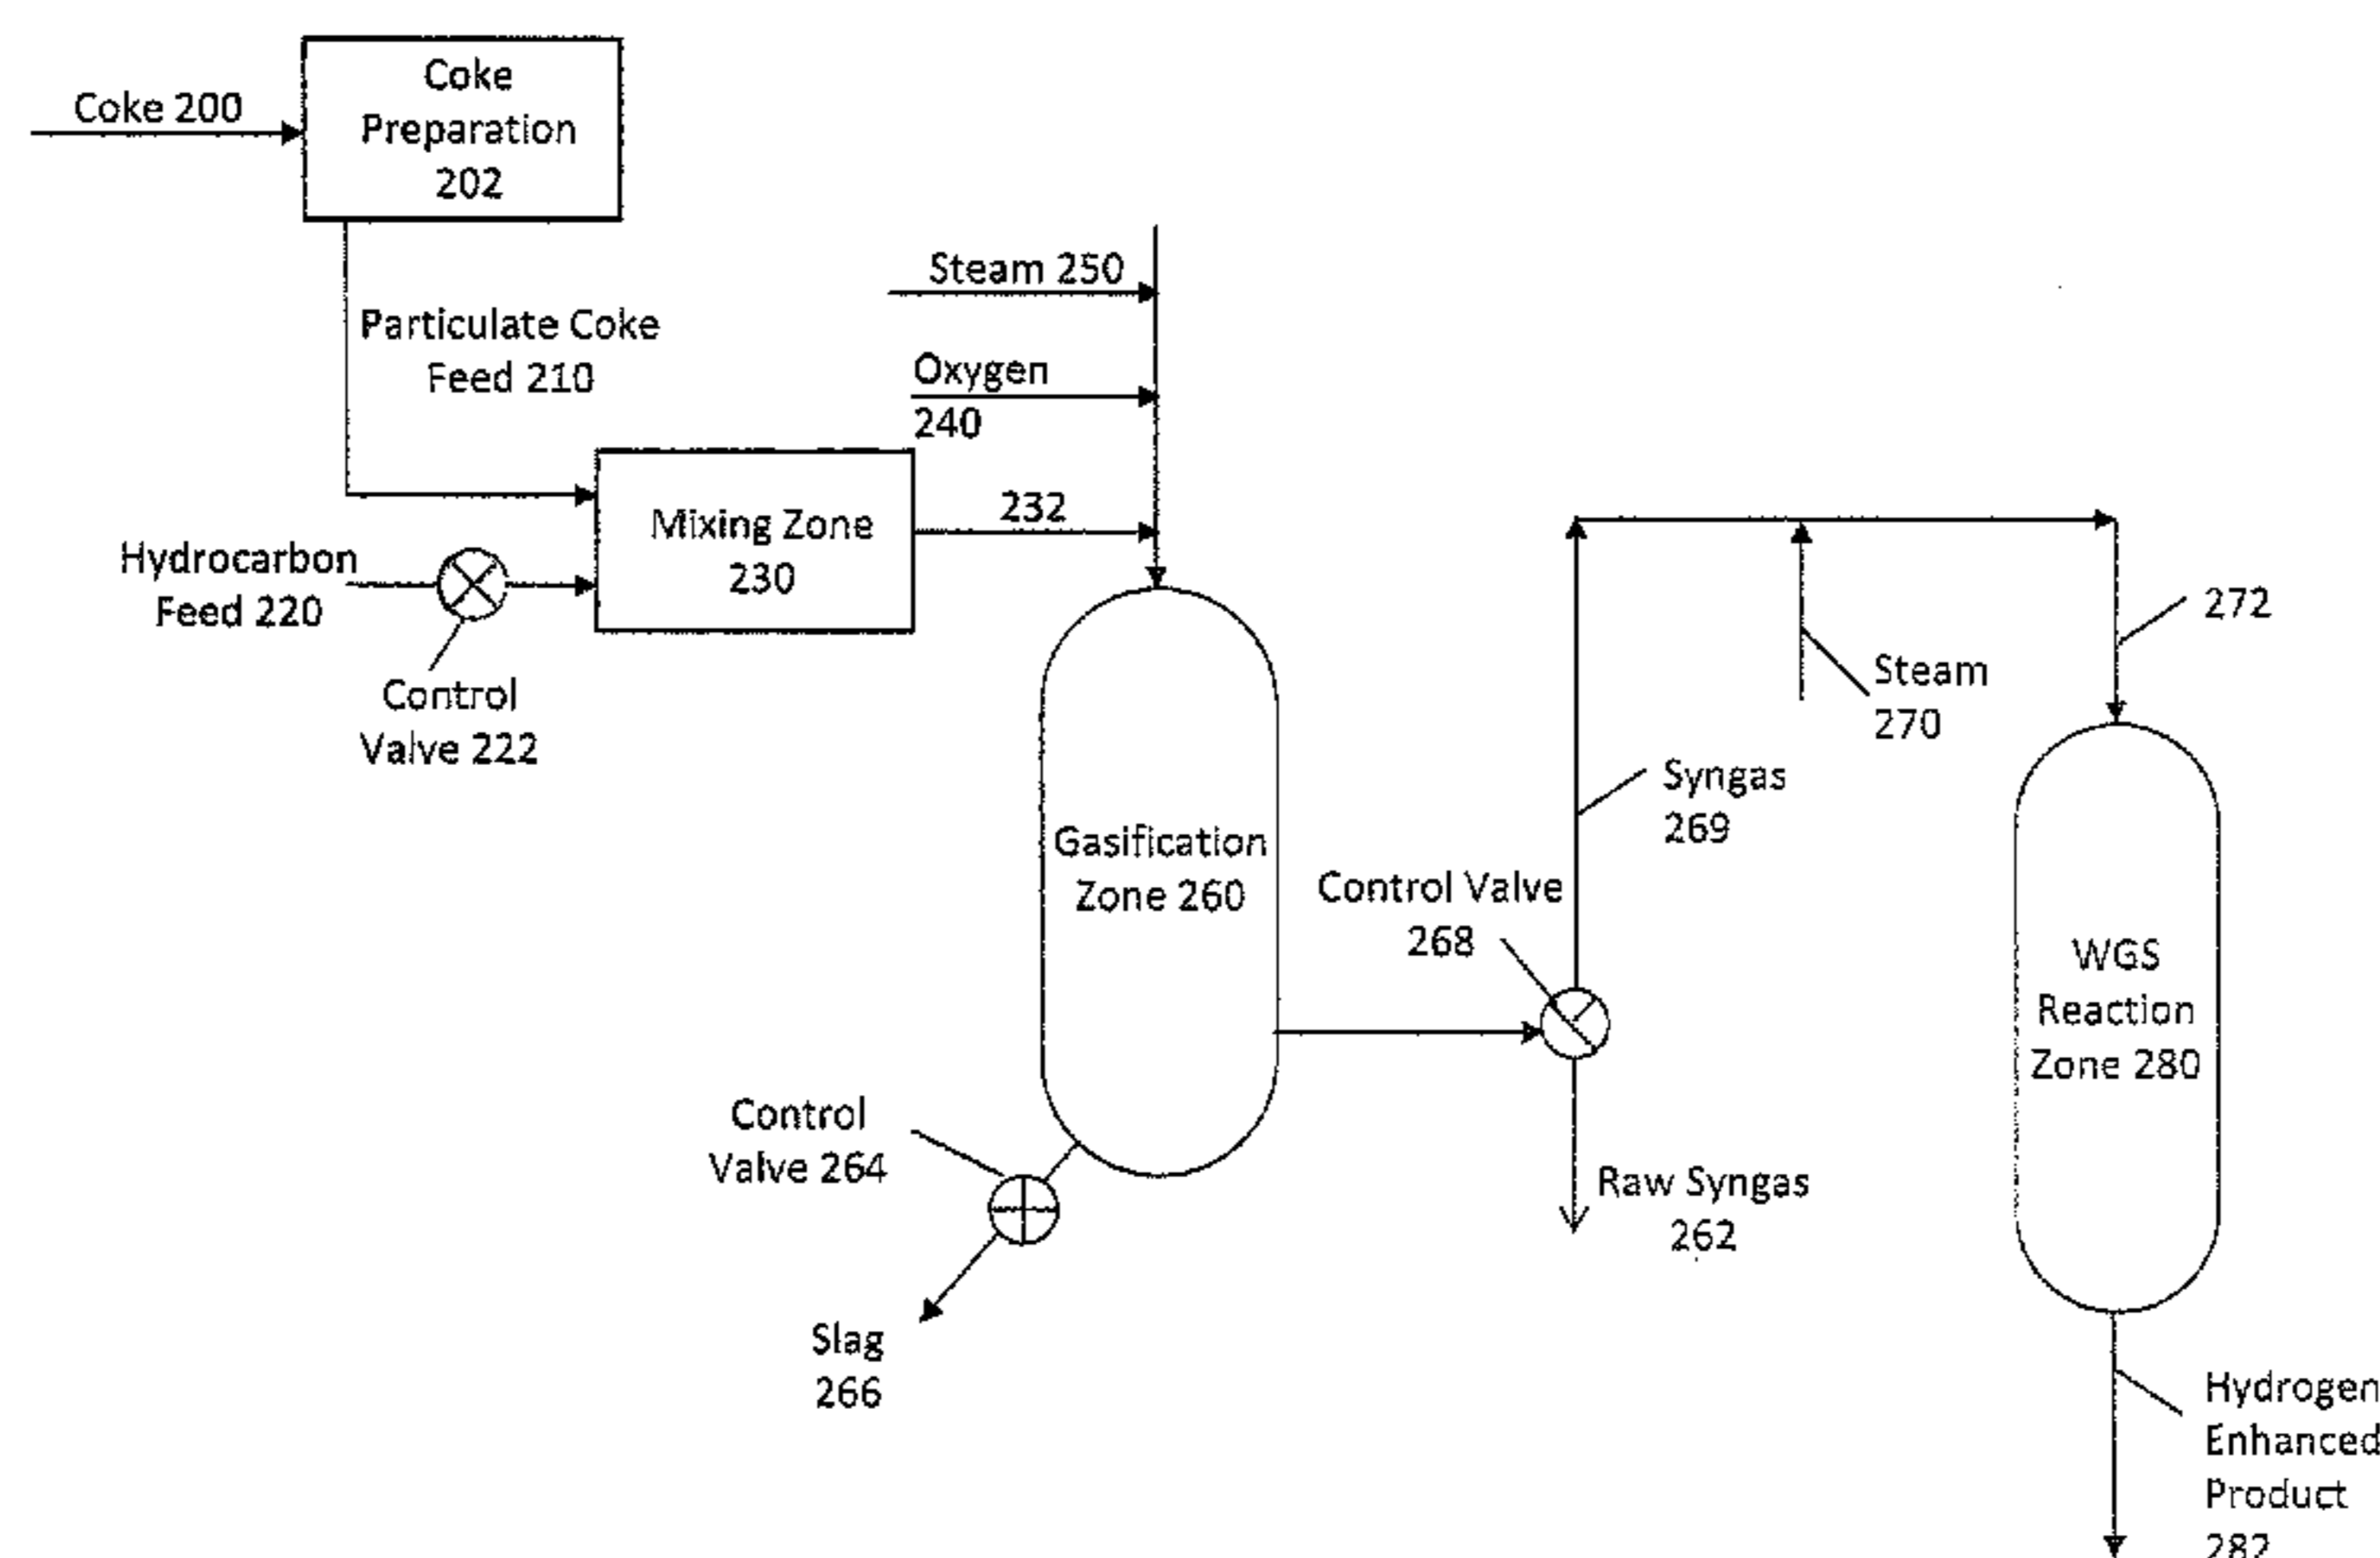 Coke 200
Coke
Preparation
202
Steam 250
Particulate Coke
Feed 210
Oxygen
240
232
Mixing Zone
230
Hydrocarbon
Feed 220
Control
Valve 222
272
Steam
270
Syngas
269
Gasification
Zone 260
Control Valve
268
WGS
Reaction
Zone 280
Control
Valve 264
Raw Syngas
262
Slag
266
Hydrogen
Enhanced
Product
282